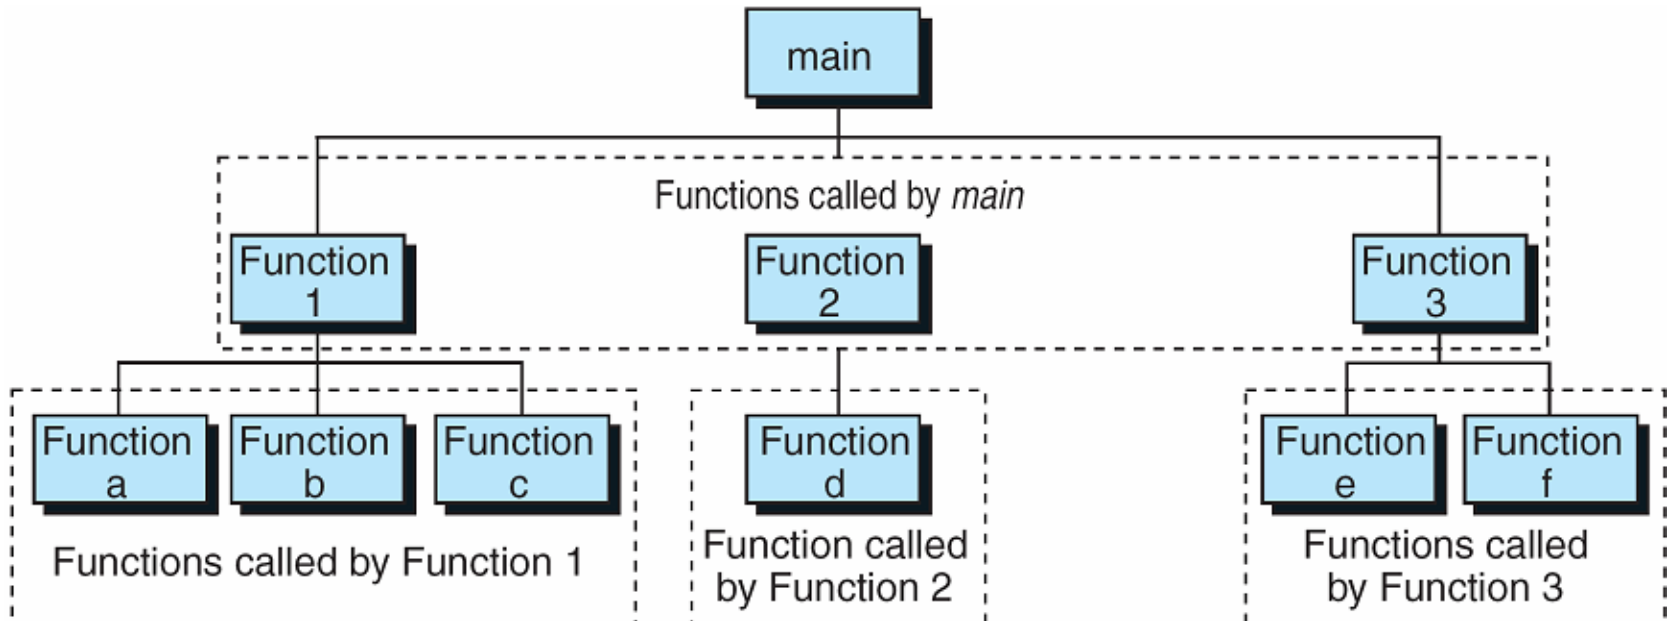 main
Functions called by main
Function
1
Function
2
Function
3
Function
a
Function
b
Function
c
Function
d
Function
e
Function
f
Functions called by Function 1
Function called
by Function 2
Functions called
by Function 3